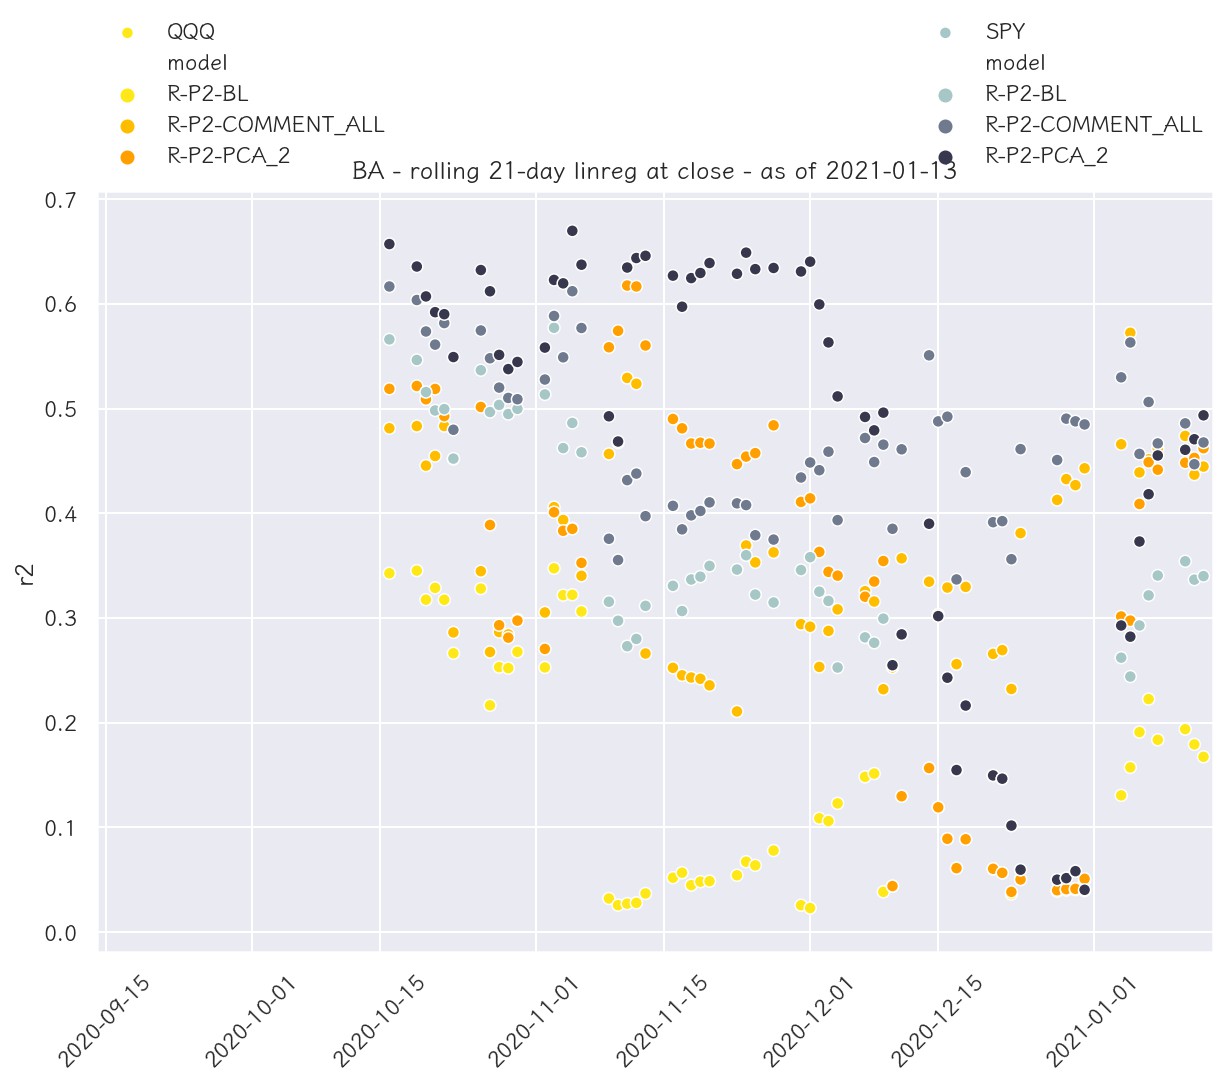 QQQ
model
R-P2-BL
R-P2-COMMENT_ALL
R-P2-PCA_2
SPY
model
R-P2-BL
R-P2-COMMENT_ALL
R-P2-PCA_2
BA - rolling 21-day linreg at close - as of 2021-01-13
0.7
0.6
0.5
0.4
0.3
0.2
0.1
0.0
r2
2020-09-15
2020-10-01
2020-10-15
2020-11-01
2020-11-15
2020-12-01
2020-12-15
2021-01-01